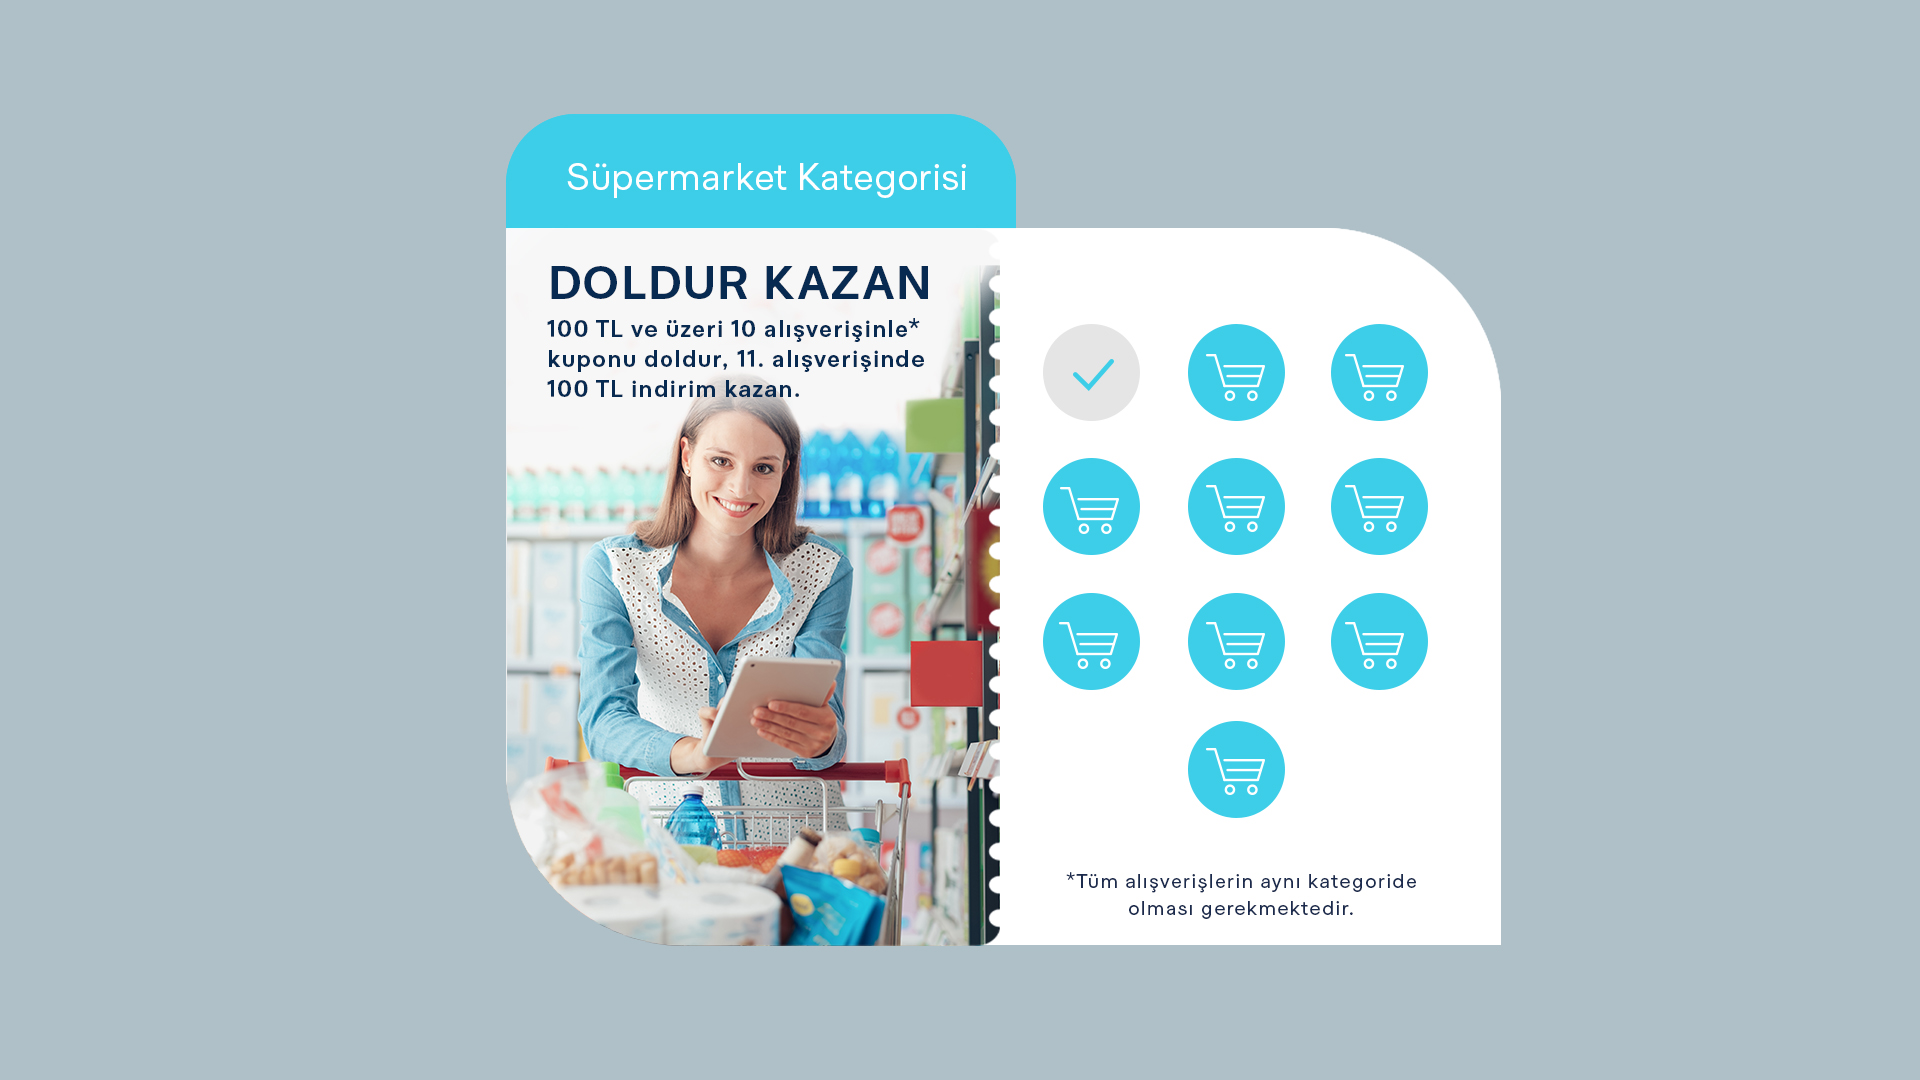 Süpermarket Kategorisi
DOLDUR KAZAN
100 TL ve üzeri 10 alışverişinle*
kuponu doldur, 11. alışverişinde
100 TL indirim kazan.
*Tüm alışverişlerin aynı kategoride
olması gerekmektedir.